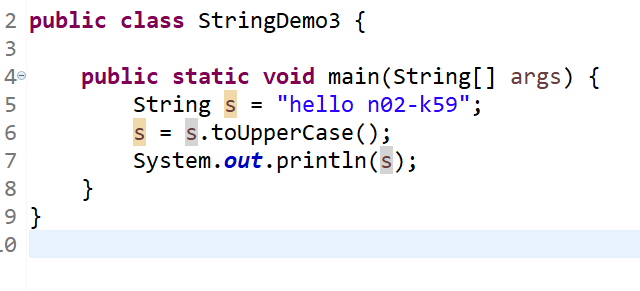 2 public class StringDemo3 {
3
4 public static void main(String[] args) {
5 String s = "hello n02-k59";
6 s = s.toUpperCase();
7 System.out.println(s);
8 }
9 }
10